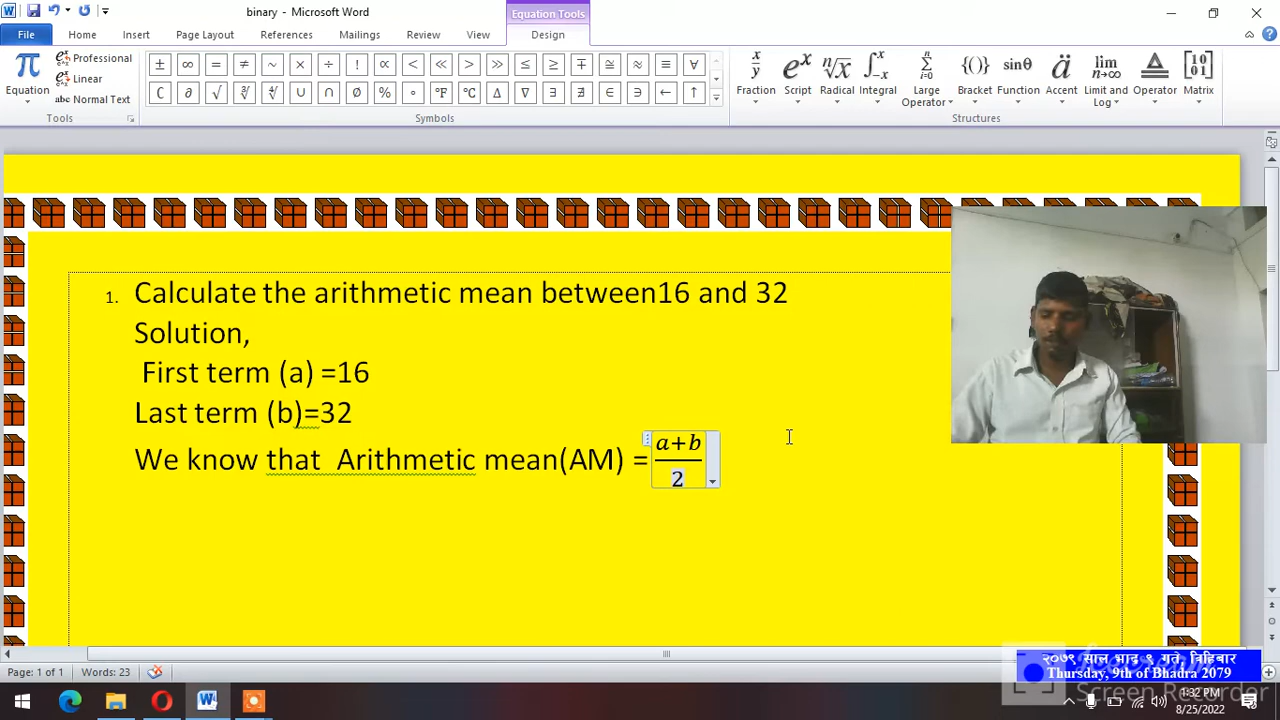 binary - Microsoft Word
Equation Tools
File Home Insert Page Layout References Mailings Review View Design
Professional
Linear
abc Normal Text
Equation
± ∞ = ≠ ~ × ÷ ! ∝ < ≪ > ≫ ≤ ≥ ∓ ≅ ≈ ≡ ∀
∁ ∂ √ ∛ ∜ ∪ ∩ ∅ % ° °F °C ∆ ∇ ∃ ∄ ∈ ∋ ← ↑
Fraction Script Radical Integral Large Operator Bracket Function Accent Limit and Log Operator Matrix
Tools Symbols Structures
1. Calculate the arithmetic mean between16 and 32
Solution,
First term (a) =16
Last term (b)=32
We know that Arithmetic mean(AM) = a+b
2
Page: 1 of 1 Words: 23
Thursday, 9th of Bhadra 2079
Screen Recorder
1:32 PM
8/25/2022